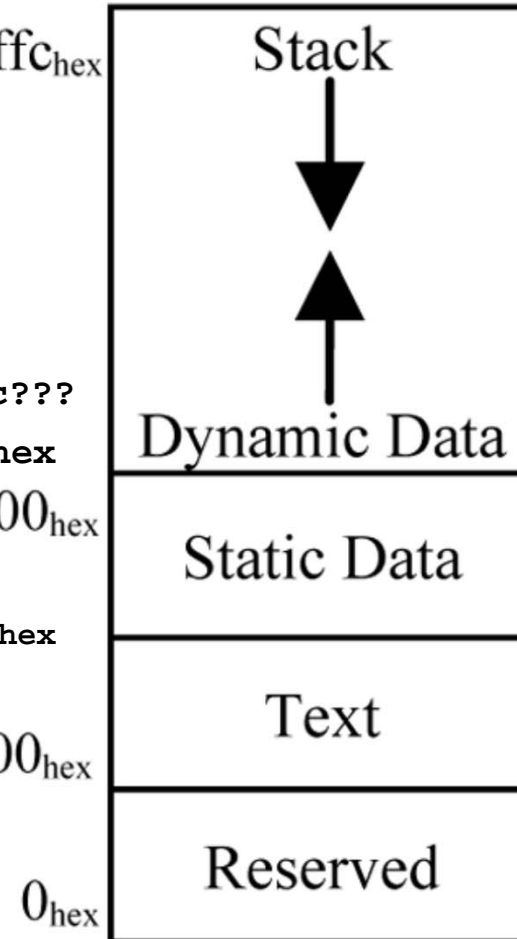 ffchex Stack
c???
hex Dynamic Data
00hex
Static Data
hex
Text
00hex
Reserved
0hex